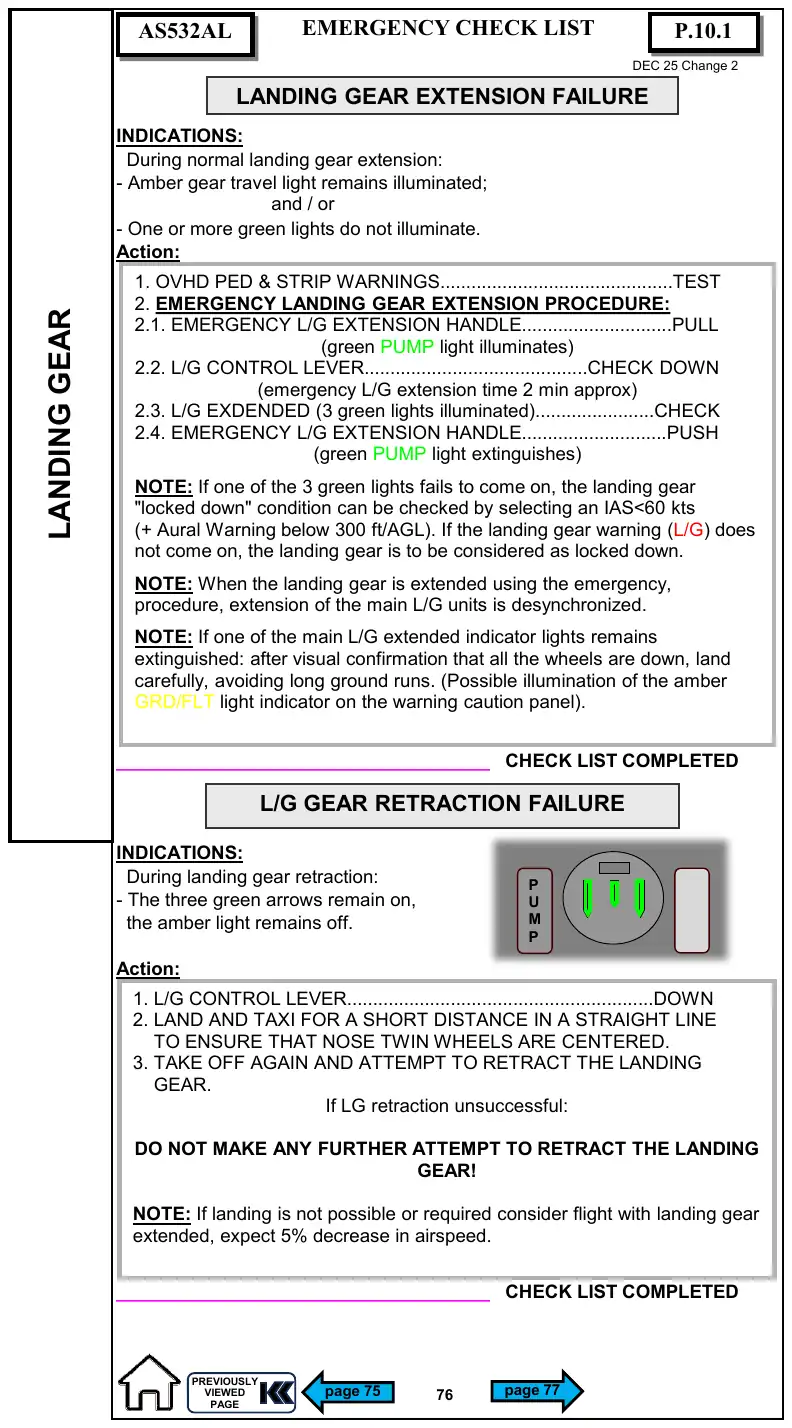 AS532AL
EMERGENCY CHECK LIST
P.10.1
DEC 25 Change 2
LANDING GEAR
LANDING GEAR EXTENSION FAILURE
INDICATIONS:
During normal landing gear extension:
- Amber gear travel light remains illuminated;
and / or
- One or more green lights do not illuminate.
Action:
1. OVHD PED & STRIP WARNINGS.............................................TEST
2. EMERGENCY LANDING GEAR EXTENSION PROCEDURE:
2.1. EMERGENCY L/G EXTENSION HANDLE.............................PULL
(green PUMP light illuminates)
2.2. L/G CONTROL LEVER...........................................CHECK DOWN
(emergency L/G extension time 2 min approx)
2.3. L/G EXDENDED (3 green lights illuminated).......................CHECK
2.4. EMERGENCY L/G EXTENSION HANDLE............................PUSH
(green PUMP light extinguishes)
NOTE: If one of the 3 green lights fails to come on, the landing gear
"locked down" condition can be checked by selecting an IAS<60 kts
(+ Aural Warning below 300 ft/AGL). If the landing gear warning (L/G) does
not come on, the landing gear is to be considered as locked down.
NOTE: When the landing gear is extended using the emergency,
procedure, extension of the main L/G units is desynchronized.
NOTE: If one of the main L/G extended indicator lights remains
extinguished: after visual confirmation that all the wheels are down, land
carefully, avoiding long ground runs. (Possible illumination of the amber
GRD/FLT light indicator on the warning caution panel).
CHECK LIST COMPLETED
L/G GEAR RETRACTION FAILURE
INDICATIONS:
During landing gear retraction:
- The three green arrows remain on,
the amber light remains off.
P
U
M
P
Action:
1. L/G CONTROL LEVER...........................................................DOWN
2. LAND AND TAXI FOR A SHORT DISTANCE IN A STRAIGHT LINE
TO ENSURE THAT NOSE TWIN WHEELS ARE CENTERED.
3. TAKE OFF AGAIN AND ATTEMPT TO RETRACT THE LANDING
GEAR.
If LG retraction unsuccessful:
DO NOT MAKE ANY FURTHER ATTEMPT TO RETRACT THE LANDING
GEAR!
NOTE: If landing is not possible or required consider flight with landing gear
extended, expect 5% decrease in airspeed.
CHECK LIST COMPLETED
PREVIOUSLY
VIEWED
PAGE
page 75
76
page 77